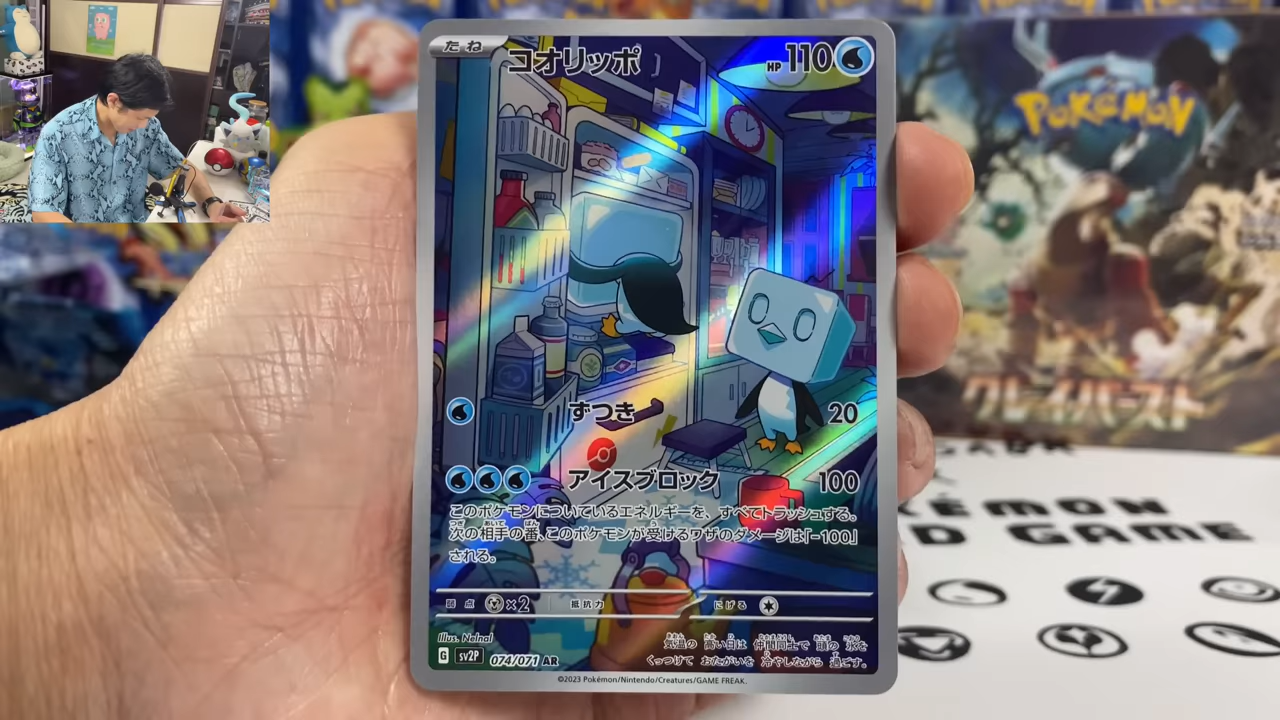 たね
コオリッポ
HP 110
ずつき 20
アイスブロック 100
このポケモンについているエネルギーを、すべてトラッシュする。
次の相手の番、このポケモンが受けるワザのダメージは「-100」
される。
弱点 ×2 抵抗力 にげる
Illus. Nelnal
G sv2P 074/071 AR
気温の 高い日は 仲間同士で 頭の 氷を
くっつけて おたがいを 冷やしながら 過ごす。
©2023 Pokémon/Nintendo/Creatures/GAME FREAK.
POKéMON
クレイバースト
KÉMON
D GAME